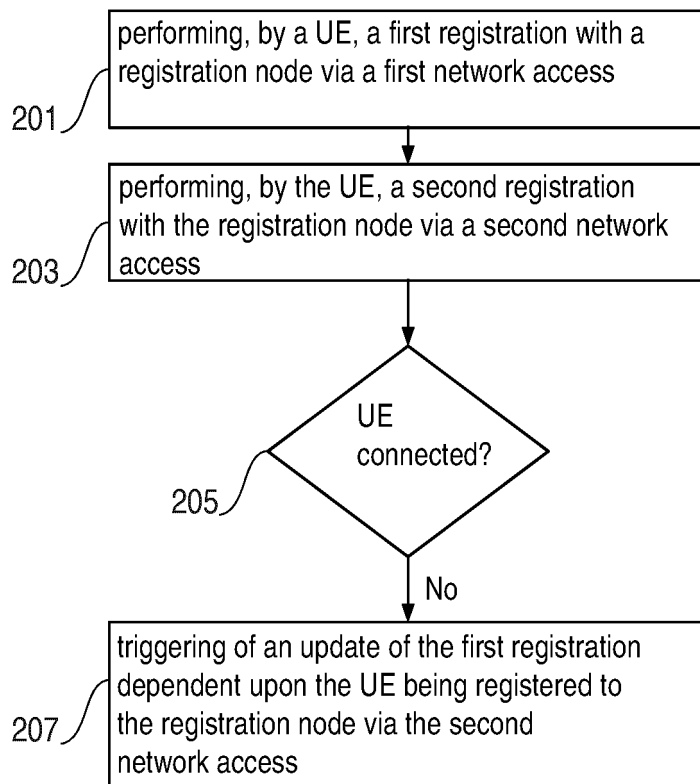 performing, by a UE, a first registration with a
registration node via a first network access
201
performing, by the UE, a second registration
with the registration node via a second network
access
203
UE
connected?
205
No
triggering of an update of the first registration
dependent upon the UE being registered to
the registration node via the second
network access
207